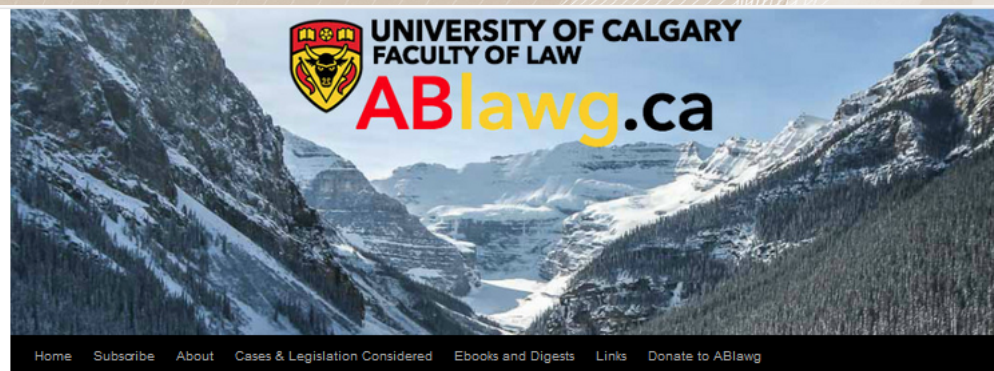 UNIVERSITY OF CALGARY
FACULTY OF LAW
ABlawg.ca
Home Subscribe About Cases & Legislation Considered Ebooks and Digests Links Donate to ABlawg